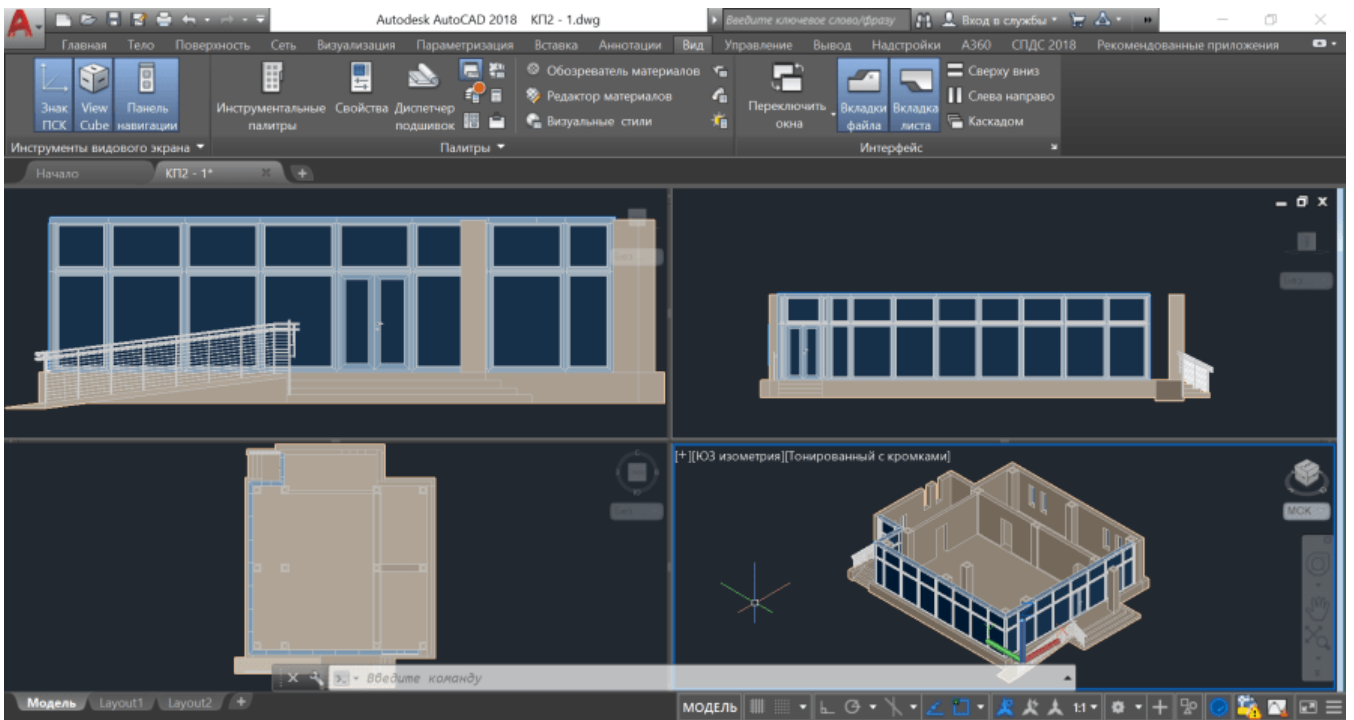 Autodesk AutoCAD 2018 КП2 - 1.dwg
Введите ключевое слово/фразу
Вход в службы
Главная Тело Поверхность Сеть Визуализация Параметризация Вставка Аннотации Вид Управление Вывод Надстройки A360 СПДС 2018 Рекомендованные приложения
Знак ПСК
View Cube
Панель навигации
Инструментальные палитры
Свойства
Диспетчер подшивок
Обозреватель материалов
Редактор материалов
Визуальные стили
Переключить окна
Вкладки файла
Вкладка листа
Сверху вниз
Слева направо
Каскадом
Инструменты видового экрана
Палитры
Интерфейс
Начало КП2 - 1*
[+][ЮЗ изометрия][Тонированный с кромками]
МСК
Введите команду
Модель Layout1 Layout2
МОДЕЛЬ
1:1